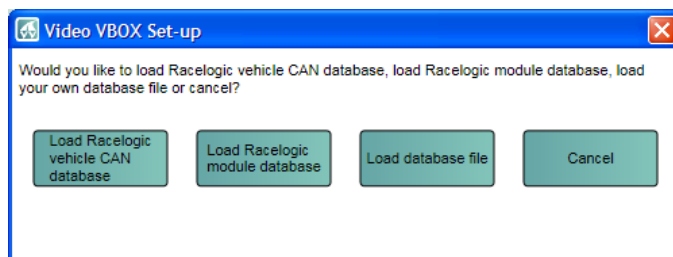 Video VBOX Set-up
Would you like to load Racelogic vehicle CAN database, load Racelogic module database, load
your own database file or cancel?
Load Racelogic
vehicle CAN
database
Load Racelogic
module database
Load database file
Cancel